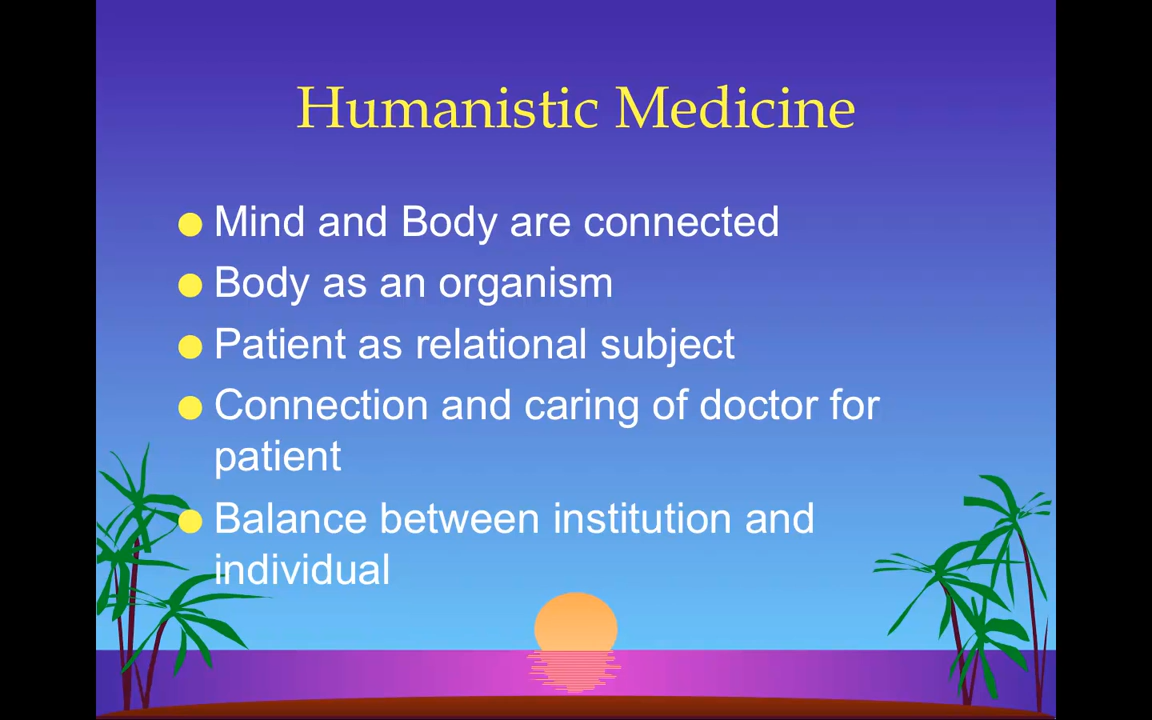 Humanistic Medicine
Mind and Body are connected
Body as an organism
Patient as relational subject
Connection and caring of doctor for
patient
Balance between institution and
individual